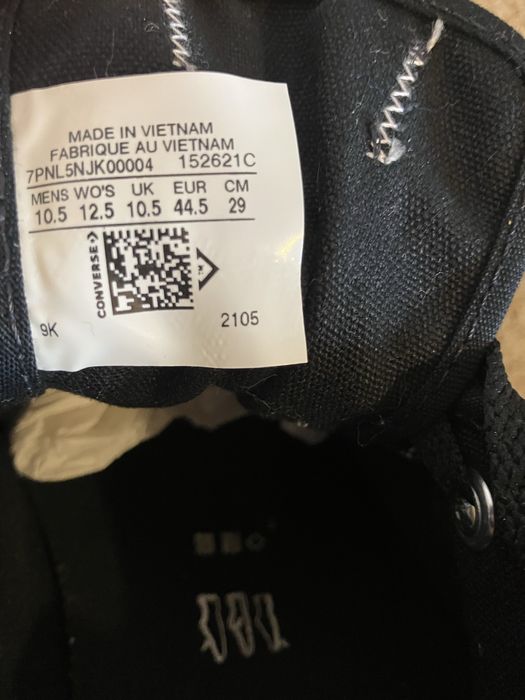 MADE IN VIETNAM
FABRIQUE AU VIETNAM
7PNL5NJK00004 152621C
MENS WO'S UK EUR CM
10.5 12.5 10.5 44.5 29
CONVERSE
TM
9K 2105